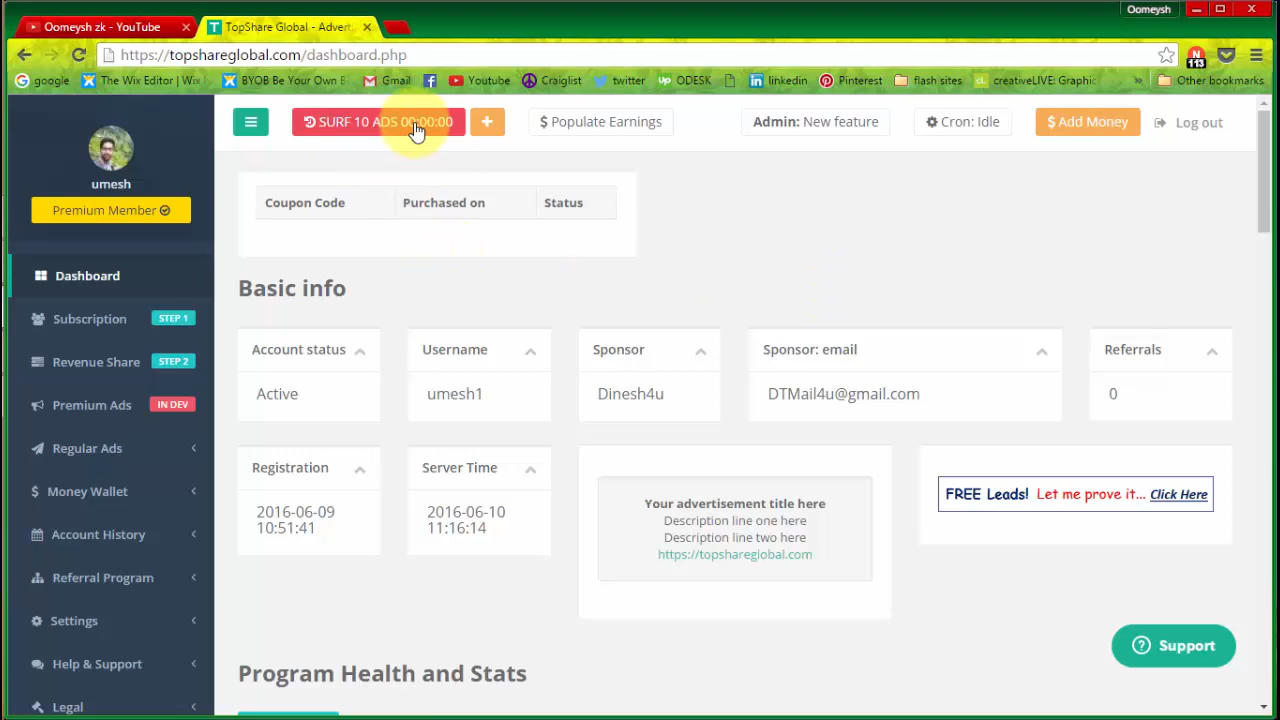 Oomeysh
Oomeysh zk - YouTube
TopShare Global - Advert
https://topshareglobal.com/dashboard.php
N
113
google
The Wix Editor | Wix
BYOB Be Your Own B
Gmail
Youtube
Craiglist
twitter
ODESK
linkedin
Pinterest
flash sites
creativeLIVE: Graphic
Other bookmarks
SURF 10 ADS 00:00:00
$ Populate Earnings
Admin: New feature
Cron: Idle
$ Add Money
Log out
umesh
Premium Member
Dashboard
Subscription STEP 1
Revenue Share STEP 2
Premium Ads IN DEV
Regular Ads
$ Money Wallet
Account History
Referral Program
Settings
Help & Support
Legal
Coupon Code Purchased on Status
Basic info
Account status
Active
Username
umesh1
Sponsor
Dinesh4u
Sponsor: email
DTMail4u@gmail.com
Referrals
0
Registration
2016-06-09
10:51:41
Server Time
2016-06-10
11:16:14
Your advertisement title here
Description line one here
Description line two here
https://topshareglobal.com
FREE Leads! Let me prove it... Click Here
Program Health and Stats
Support